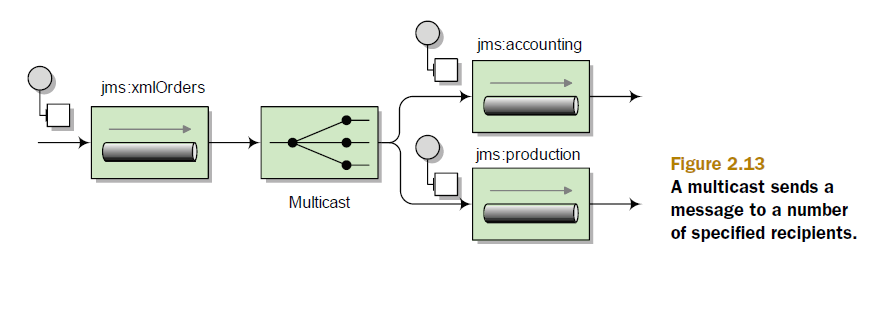 jms:accounting
jms:xmlOrders
jms:production
Multicast
Figure 2.13
A multicast sends a
message to a number
of specified recipients.